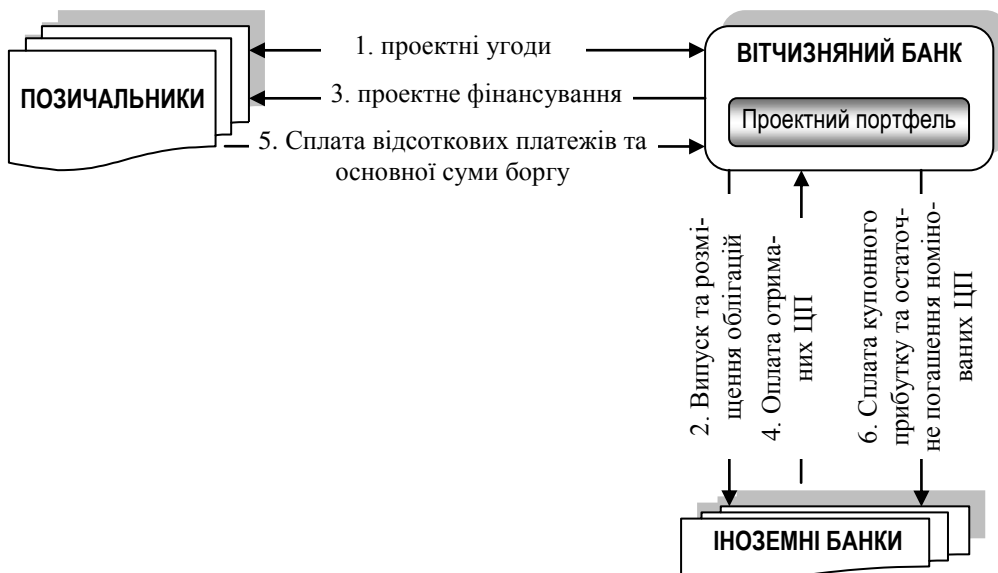 ПОЗИЧАЛЬНИКИ
1. проектні угоди
3. проектне фінансування
5. Сплата відсоткових платежів та
основної суми боргу
ВІТЧИЗНЯНИЙ БАНК
Проектний портфель
2. Випуск та розмі-
щення облігацій
4. Оплата отрима-
них ЦП
6. Сплата купонного
прибутку та остаточ-
не погашенняноміно-
ваних ЦП
ІНОЗЕМНІ БАНКИ